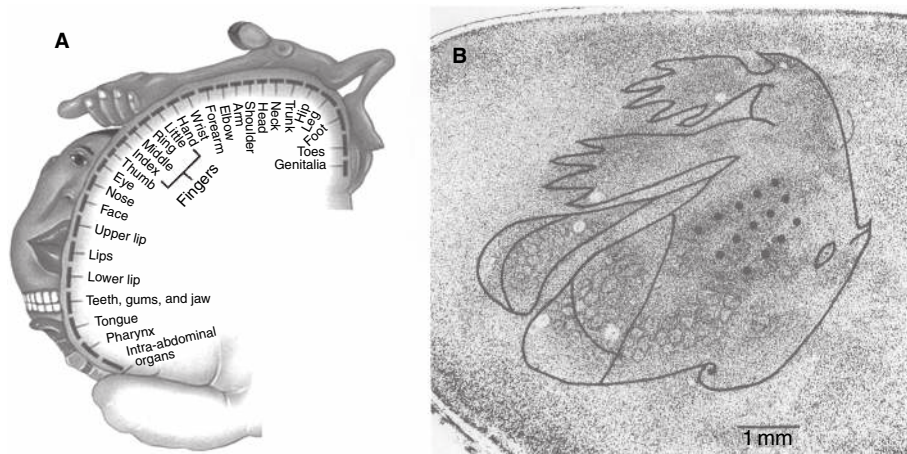 A
Genitalia
Toes
Foot
Leg
Hip
Trunk
Neck
Head
Shoulder
Arm
Elbow
Forearm
Wrist
Hand
Little
Ring
Middle
Index
Thumb
Fingers
Eye
Nose
Face
Upper lip
Lips
Lower lip
Teeth, gums, and jaw
Tongue
Pharynx
Intra-abdominal
organs
B
1 mm